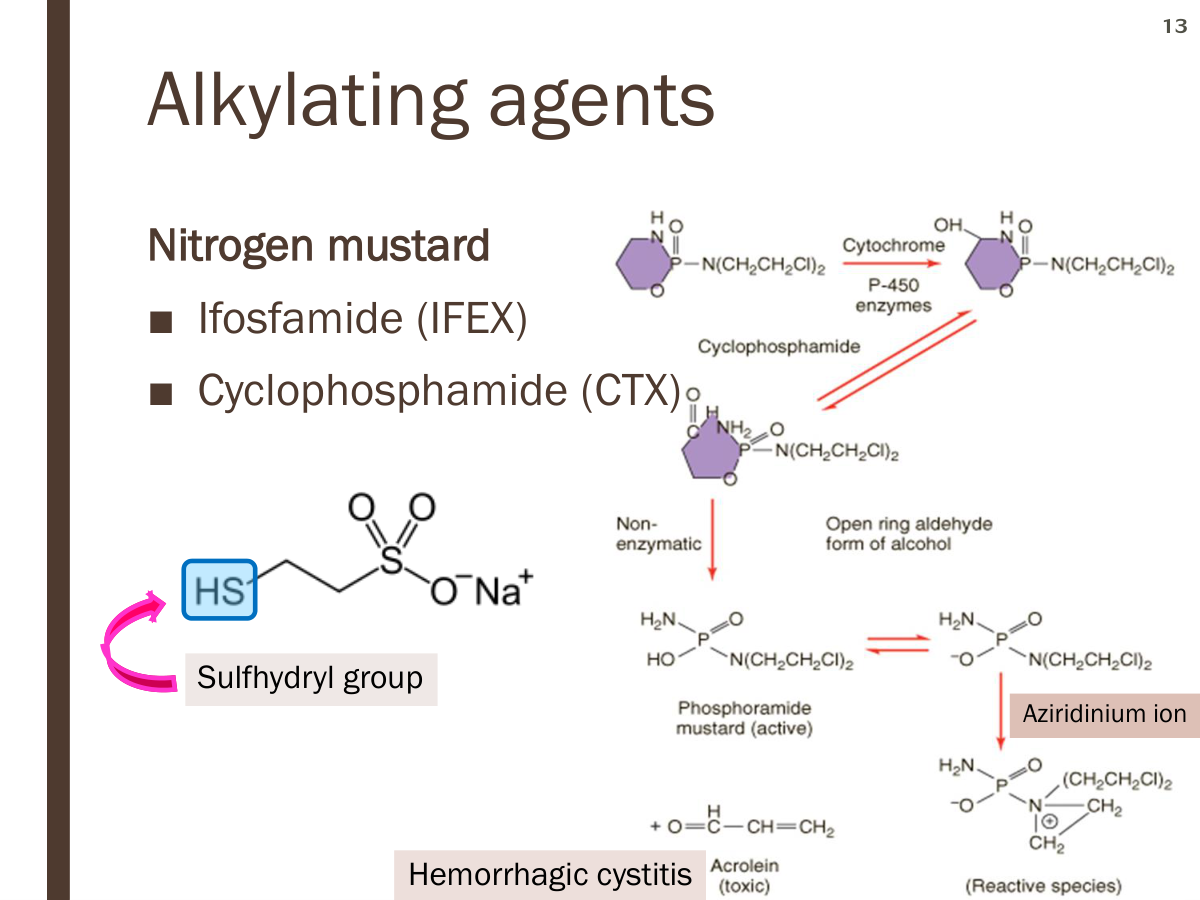 13
Alkylating agents
Nitrogen mustard
■ Ifosfamide (IFEX)
■ Cyclophosphamide (CTX)
H
N
O
P
O
N(CH₂CH₂Cl)₂
Cytochrome
P-450
enzymes
OH
H
N
O
P
O
N(CH₂CH₂Cl)₂
Cyclophosphamide
O
C
H
NH₂
O
P
O
N(CH₂CH₂Cl)₂
Non-
enzymatic
Open ring aldehyde
form of alcohol
O O
S
HS
O⁻Na⁺
Sulfhydryl group
H₂N
O
P
HO
N(CH₂CH₂Cl)₂
Phosphoramide
mustard (active)
H₂N
O
P
⁻O
N(CH₂CH₂Cl)₂
Aziridinium ion
H₂N
O
P
(CH₂CH₂Cl)₂
⁻O
N
CH₂
+
CH₂
(Reactive species)
H
+ O=C—CH=CH₂
Acrolein
(toxic)
Hemorrhagic cystitis